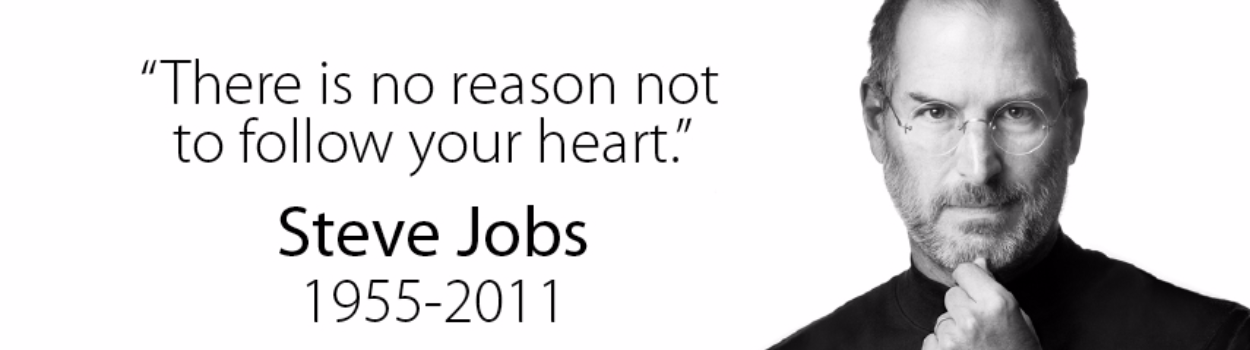 “There is no reason not
to follow your heart.”
Steve Jobs
1955-2011